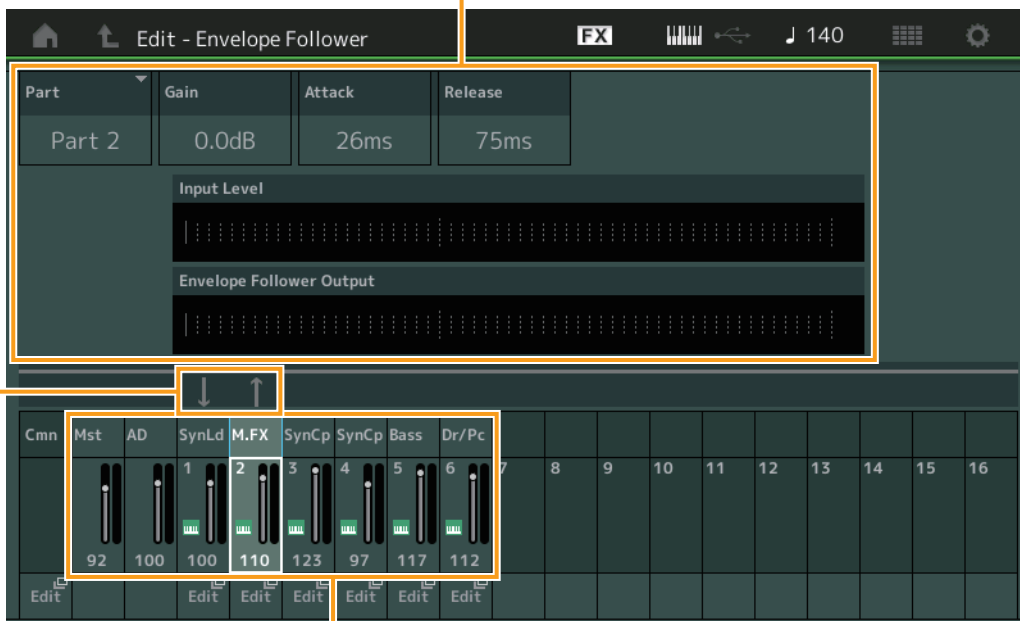 Edit - Envelope Follower FX ♩ 140
Part Gain Attack Release
Part 2 0.0dB 26ms 75ms
Input Level
Envelope Follower Output
↓ ↑
Cmn Mst AD SynLd M.FX SynCp SynCp Bass Dr/Pc
1 2 3 4 5 6 7 8 9 10 11 12 13 14 15 16
92 100 100 110 123 97 117 112
Edit Edit Edit Edit Edit Edit Edit